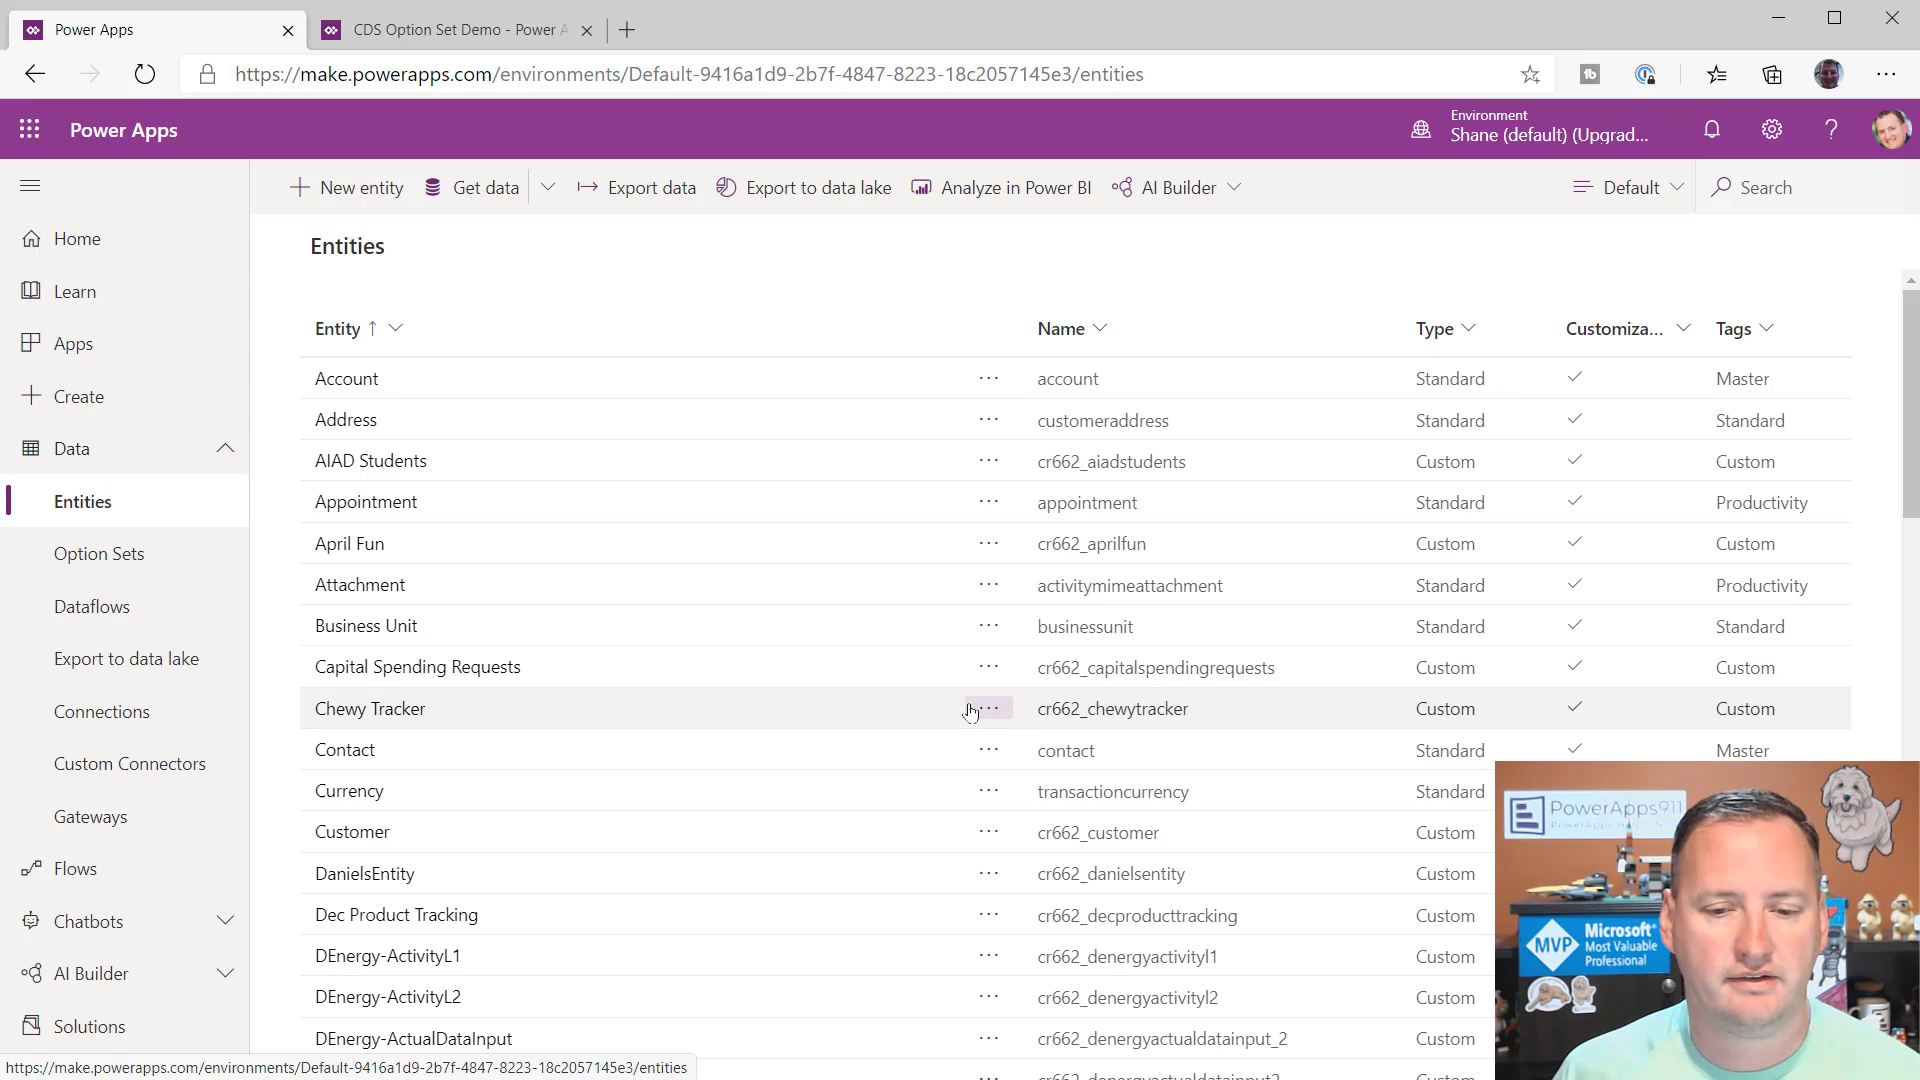 Power Apps
CDS Option Set Demo - Power A
https://make.powerapps.com/environments/Default-9416a1d9-2b7f-4847-8223-18c2057145e3/entities
Power Apps
Environment
Shane (default) (Upgrad...
New entity
Get data
Export data
Export to data lake
Analyze in Power BI
AI Builder
Default
Search
Home
Learn
Apps
Create
Data
Entities
Option Sets
Dataflows
Export to data lake
Connections
Custom Connectors
Gateways
Flows
Chatbots
AI Builder
Solutions
Entities
Entity ↑ Name Type Customiza... Tags
Account ··· account Standard ✓ Master
Address ··· customeraddress Standard ✓ Standard
AIAD Students ··· cr662_aiadstudents Custom ✓ Custom
Appointment ··· appointment Standard ✓ Productivity
April Fun ··· cr662_aprilfun Custom ✓ Custom
Attachment ··· activitymimeattachment Standard ✓ Productivity
Business Unit ··· businessunit Standard ✓ Standard
Capital Spending Requests ··· cr662_capitalspendingrequests Custom ✓ Custom
Chewy Tracker ··· cr662_chewytracker Custom ✓ Custom
Contact ··· contact Standard ✓ Master
Currency ··· transactioncurrency Standard
Customer ··· cr662_customer Custom
DanielsEntity ··· cr662_danielsentity Custom
Dec Product Tracking ··· cr662_decproducttracking Custom
DEnergy-ActivityL1 ··· cr662_denergyactivityl1 Custom
DEnergy-ActivityL2 ··· cr662_denergyactivityl2 Custom
DEnergy-ActualDataInput ··· cr662_denergyactualdatainput_2 Custom
https://make.powerapps.com/environments/Default-9416a1d9-2b7f-4847-8223-18c2057145e3/entities
PowerApps911
MVP
Microsoft
Most Valuable
Professional